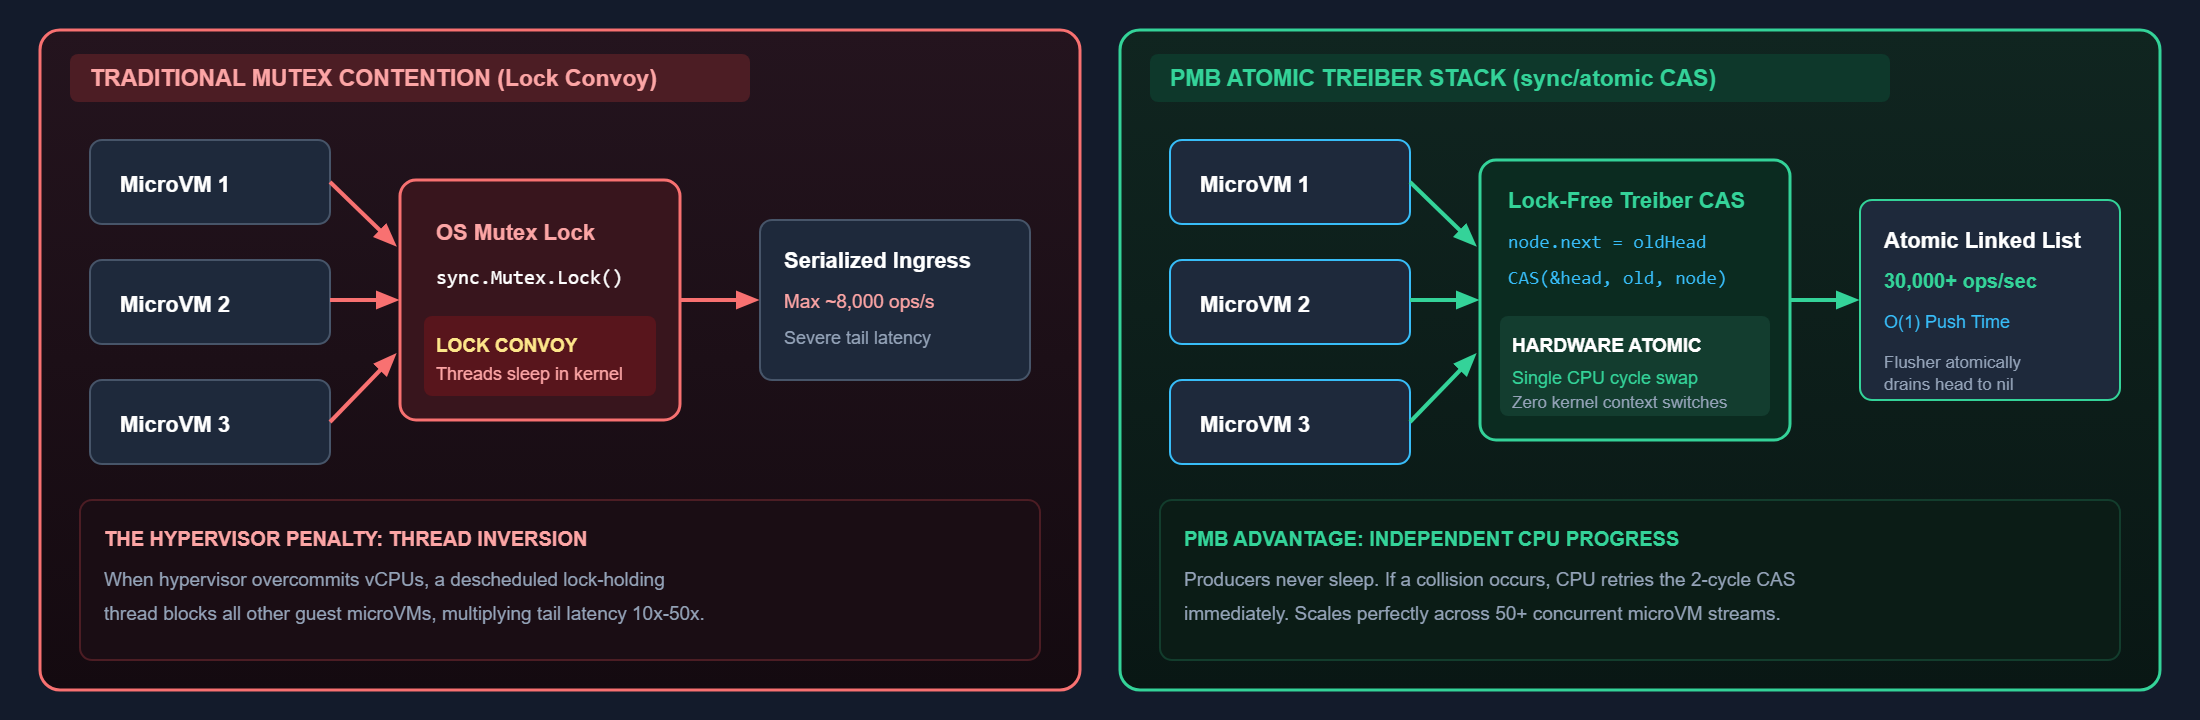 TRADITIONAL MUTEX CONTENTION (Lock Convoy)
MicroVM 1
MicroVM 2
MicroVM 3
OS Mutex Lock
sync.Mutex.Lock()
LOCK CONVOY
Threads sleep in kernel
Serialized Ingress
Max ~8,000 ops/s
Severe tail latency
THE HYPERVISOR PENALTY: THREAD INVERSION
When hypervisor overcommits vCPUs, a descheduled lock-holding
thread blocks all other guest microVMs, multiplying tail latency 10x-50x.
PMB ATOMIC TREIBER STACK (sync/atomic CAS)
MicroVM 1
MicroVM 2
MicroVM 3
Lock-Free Treiber CAS
node.next = oldHead
CAS(&head, old, node)
HARDWARE ATOMIC
Single CPU cycle swap
Zero kernel context switches
Atomic Linked List
30,000+ ops/sec
O(1) Push Time
Flusher atomically
drains head to nil
PMB ADVANTAGE: INDEPENDENT CPU PROGRESS
Producers never sleep. If a collision occurs, CPU retries the 2-cycle CAS
immediately. Scales perfectly across 50+ concurrent microVM streams.